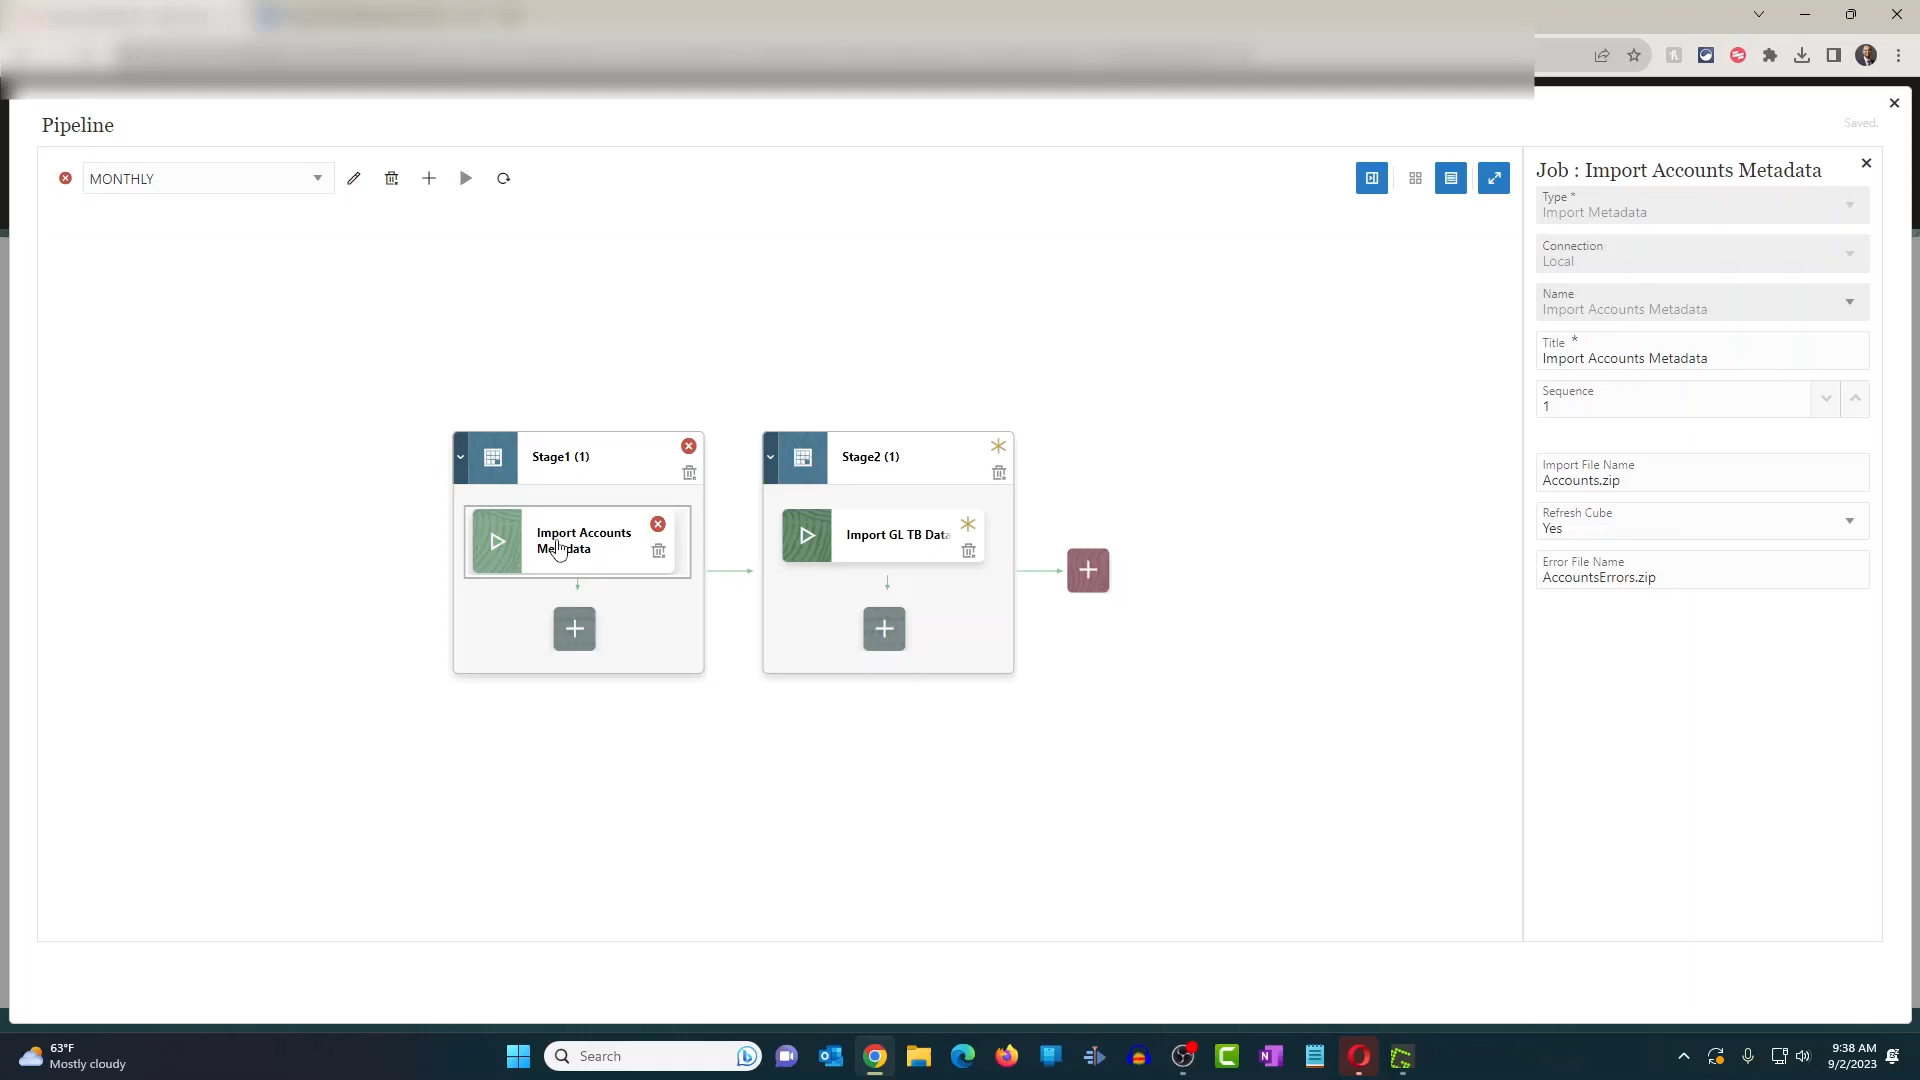 Pipeline
Saved.
MONTHLY
Stage1 (1)
Import Accounts
Metadata
Stage2 (1)
Import GL TB Data
Job : Import Accounts Metadata
Type *
Import Metadata
Connection
Local
Name
Import Accounts Metadata
Title *
Import Accounts Metadata
Sequence
1
Import File Name
Accounts.zip
Refresh Cube
Yes
Error File Name
AccountsErrors.zip
63°F
Mostly cloudy
Search
9:38 AM
9/2/2023